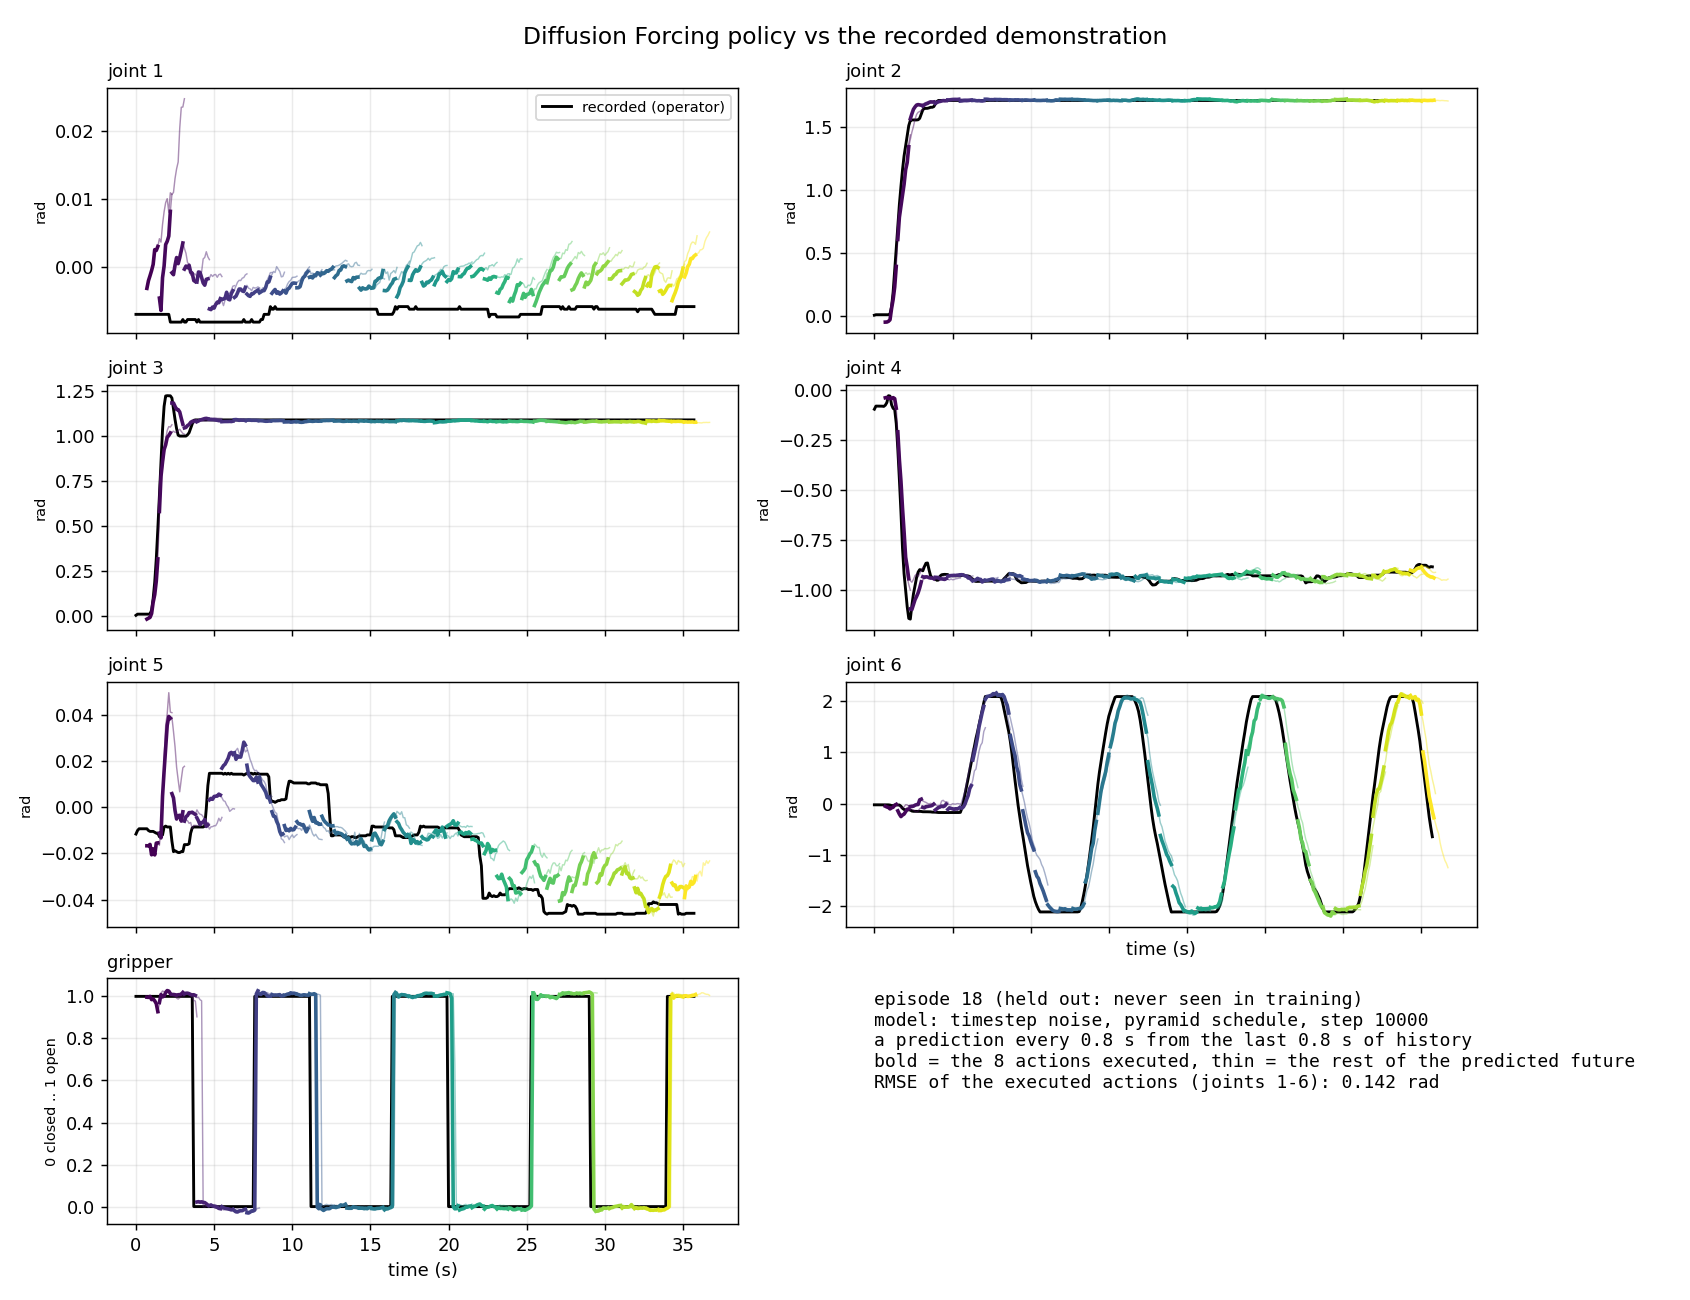 Diffusion Forcing policy vs the recorded demonstration
joint 1
joint 2
recorded (operator)
0.02
0.01
0.00
rad
1.5
1.0
0.5
0.0
rad
joint 3
joint 4
1.25
1.00
0.75
0.50
0.25
0.00
rad
0.00
−0.25
−0.50
−0.75
−1.00
rad
joint 5
joint 6
0.04
0.02
0.00
−0.02
−0.04
rad
2
1
0
−1
−2
rad
time (s)
gripper
1.0
0.8
0.6
0.4
0.2
0.0
0 closed .. 1 open
0 5 10 15 20 25 30 35
time (s)
episode 18 (held out: never seen in training)
model: timestep noise, pyramid schedule, step 10000
a prediction every 0.8 s from the last 0.8 s of history
bold = the 8 actions executed, thin = the rest of the predicted future
RMSE of the executed actions (joints 1-6): 0.142 rad